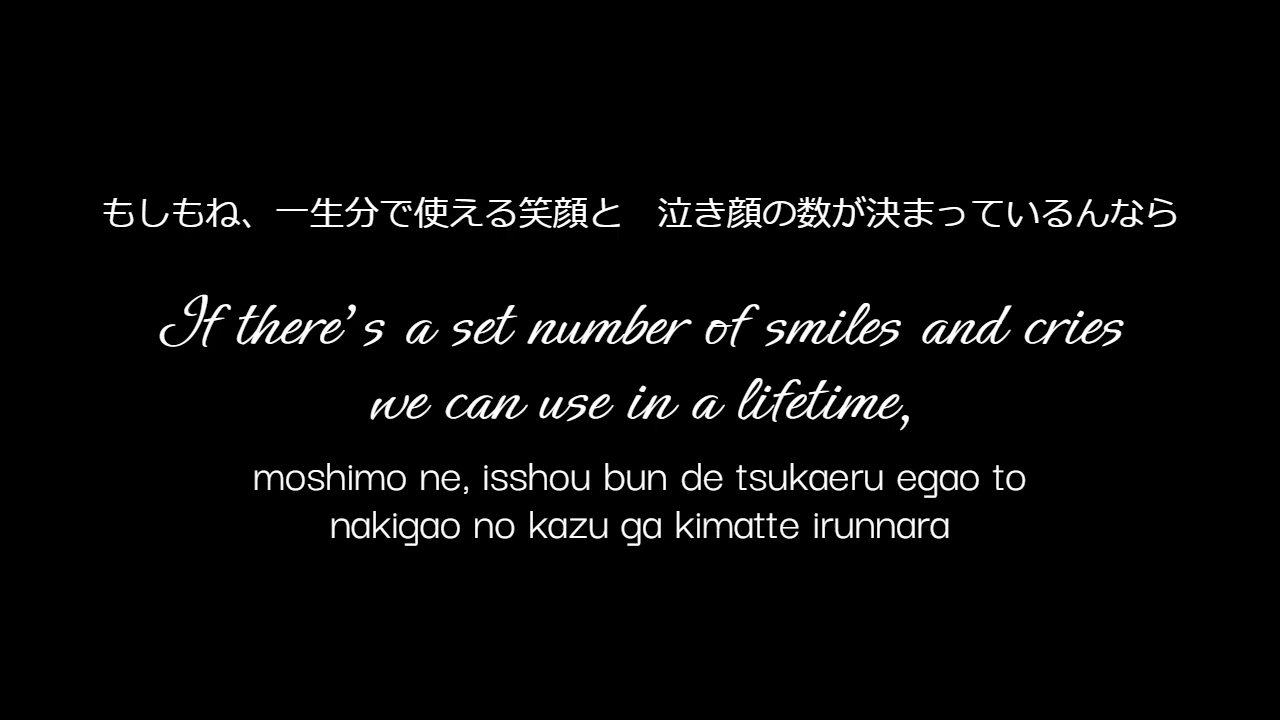 もしもね、一生分で使える笑顔と　泣き顔の数が決まっているんなら
If there's a set number of smiles and cries
we can use in a lifetime,
moshimo ne, isshou bun de tsukaeru egao to
nakigao no kazu ga kimatte irunnara